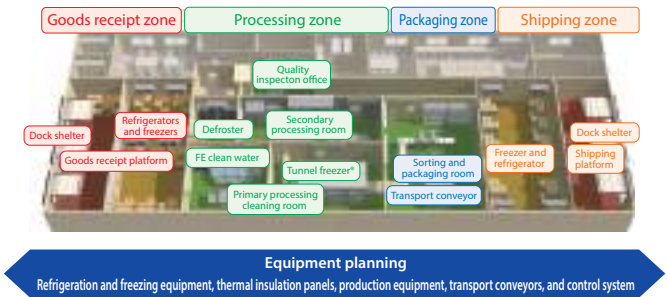 Goods receipt zone
Processing zone
Packaging zone
Shipping zone
Quality
inspecton office
Refrigerators
and freezers
Defroster
Secondary
processing room
Dock shelter
Dock shelter
Goods receipt platform
FE clean water
Tunnel freezer®
Sorting and
packaging room
Freezer and
refrigerator
Shipping
platform
Primary processing
cleaning room
Transport conveyor
Equipment planning
Refrigeration and freezing equipment, thermal insulation panels, production equipment, transport conveyors, and control system